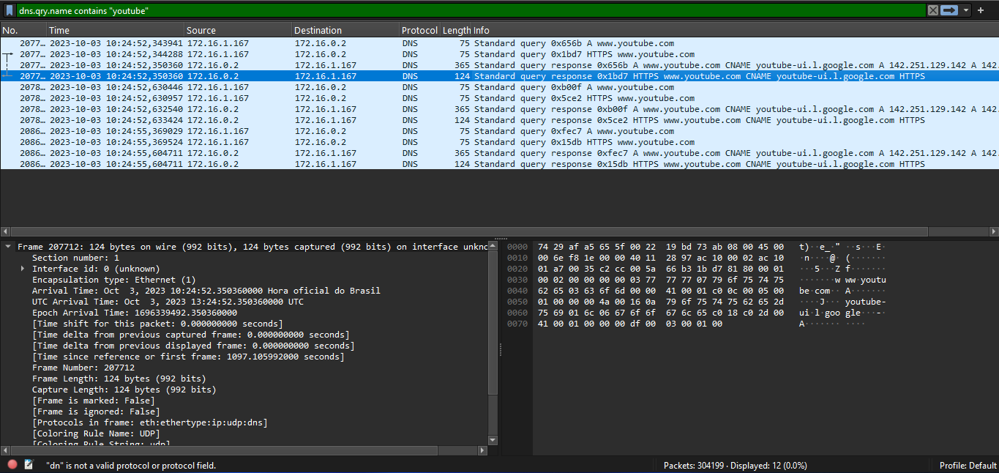 dns.qry.name contains "youtube"
No. Time Source Destination Protocol Length Info
2077… 2023-10-03 10:24:52,343941 172.16.1.167 172.16.0.2 DNS 75 Standard query 0x656b A www.youtube.com
2077… 2023-10-03 10:24:52,344288 172.16.1.167 172.16.0.2 DNS 75 Standard query 0x1bd7 HTTPS www.youtube.com
2077… 2023-10-03 10:24:52,350360 172.16.0.2 172.16.1.167 DNS 365 Standard query response 0x656b A www.youtube.com CNAME youtube-ui.l.google.com A 142.251.129.142 A 142.
2077… 2023-10-03 10:24:52,350360 172.16.0.2 172.16.1.167 DNS 124 Standard query response 0x1bd7 HTTPS www.youtube.com CNAME youtube-ui.l.google.com HTTPS
2078… 2023-10-03 10:24:52,630446 172.16.1.167 172.16.0.2 DNS 75 Standard query 0xb00f A www.youtube.com
2078… 2023-10-03 10:24:52,630957 172.16.1.167 172.16.0.2 DNS 75 Standard query 0x5ce2 HTTPS www.youtube.com
2078… 2023-10-03 10:24:52,632540 172.16.0.2 172.16.1.167 DNS 365 Standard query response 0xb00f A www.youtube.com CNAME youtube-ui.l.google.com A 142.251.129.142 A 142.
2078… 2023-10-03 10:24:52,633424 172.16.0.2 172.16.1.167 DNS 124 Standard query response 0x5ce2 HTTPS www.youtube.com CNAME youtube-ui.l.google.com HTTPS
2086… 2023-10-03 10:24:55,369029 172.16.1.167 172.16.0.2 DNS 75 Standard query 0xfec7 A www.youtube.com
2086… 2023-10-03 10:24:55,369524 172.16.1.167 172.16.0.2 DNS 75 Standard query 0x15db HTTPS www.youtube.com
2086… 2023-10-03 10:24:55,604711 172.16.0.2 172.16.1.167 DNS 365 Standard query response 0xfec7 A www.youtube.com CNAME youtube-ui.l.google.com A 142.251.129.142 A 142.
2086… 2023-10-03 10:24:55,604711 172.16.0.2 172.16.1.167 DNS 124 Standard query response 0x15db HTTPS www.youtube.com CNAME youtube-ui.l.google.com HTTPS
Frame 207712: 124 bytes on wire (992 bits), 124 bytes captured (992 bits) on interface unknc
Section number: 1
Interface id: 0 (unknown)
Encapsulation type: Ethernet (1)
Arrival Time: Oct  3, 2023 10:24:52.350360000 Hora oficial do Brasil
UTC Arrival Time: Oct  3, 2023 13:24:52.350360000 UTC
Epoch Arrival Time: 1696339492.350360000
[Time shift for this packet: 0.000000000 seconds]
[Time delta from previous captured frame: 0.000000000 seconds]
[Time delta from previous displayed frame: 0.000000000 seconds]
[Time since reference or first frame: 1097.105992000 seconds]
Frame Number: 207712
Frame Length: 124 bytes (992 bits)
Capture Length: 124 bytes (992 bits)
[Frame is marked: False]
[Frame is ignored: False]
[Protocols in frame: eth:ethertype:ip:udp:dns]
[Coloring Rule Name: UDP]
[Coloring Rule String: udp]
0000 74 29 af a5 65 5f 00 22 19 bd 73 ab 08 00 45 00 t)··e_·" ··s···E·
0010 00 6e f8 1e 00 00 40 11 28 97 ac 10 00 02 ac 10 ·n····@· (·······
0020 01 a7 00 35 c2 cc 00 5a 66 b3 1b d7 81 80 00 01 ···5···Z f·······
0030 00 02 00 00 00 00 03 77 77 77 07 79 6f 75 74 75 ·······w ww·youtu
0040 62 65 03 63 6f 6d 00 00 41 00 01 c0 0c 00 05 00 be·com·· A·······
0050 01 00 00 00 4a 00 16 0a 79 6f 75 74 75 62 65 2d ····J··· youtube-
0060 75 69 01 6c 06 67 6f 6f 67 6c 65 c0 18 c0 2d 00 ui·l·goo gle···-·
0070 41 00 01 00 00 00 df 00 03 00 01 00 A······· ····
"dn" is not a valid protocol or protocol field.
Packets: 304199 · Displayed: 12 (0.0%)
Profile: Default